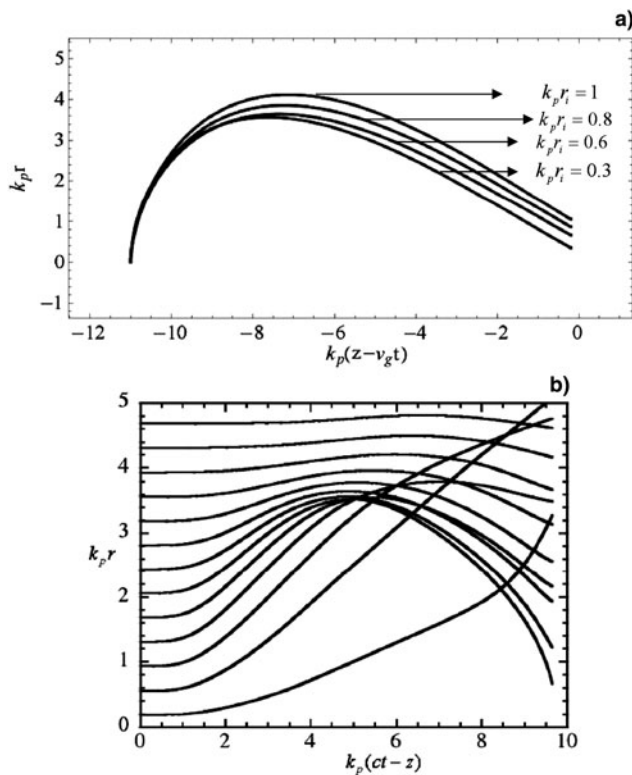 a)
5
4
3
2
1
0
−1
k_p r
k_p r_i = 1
k_p r_i = 0.8
k_p r_i = 0.6
k_p r_i = 0.3
−12 −10 −8 −6 −4 −2 0
k_p(z−v_g t)
b)
5
4
3
2
1
0
k_p r
0 2 4 6 8 10
k_p(ct−z)